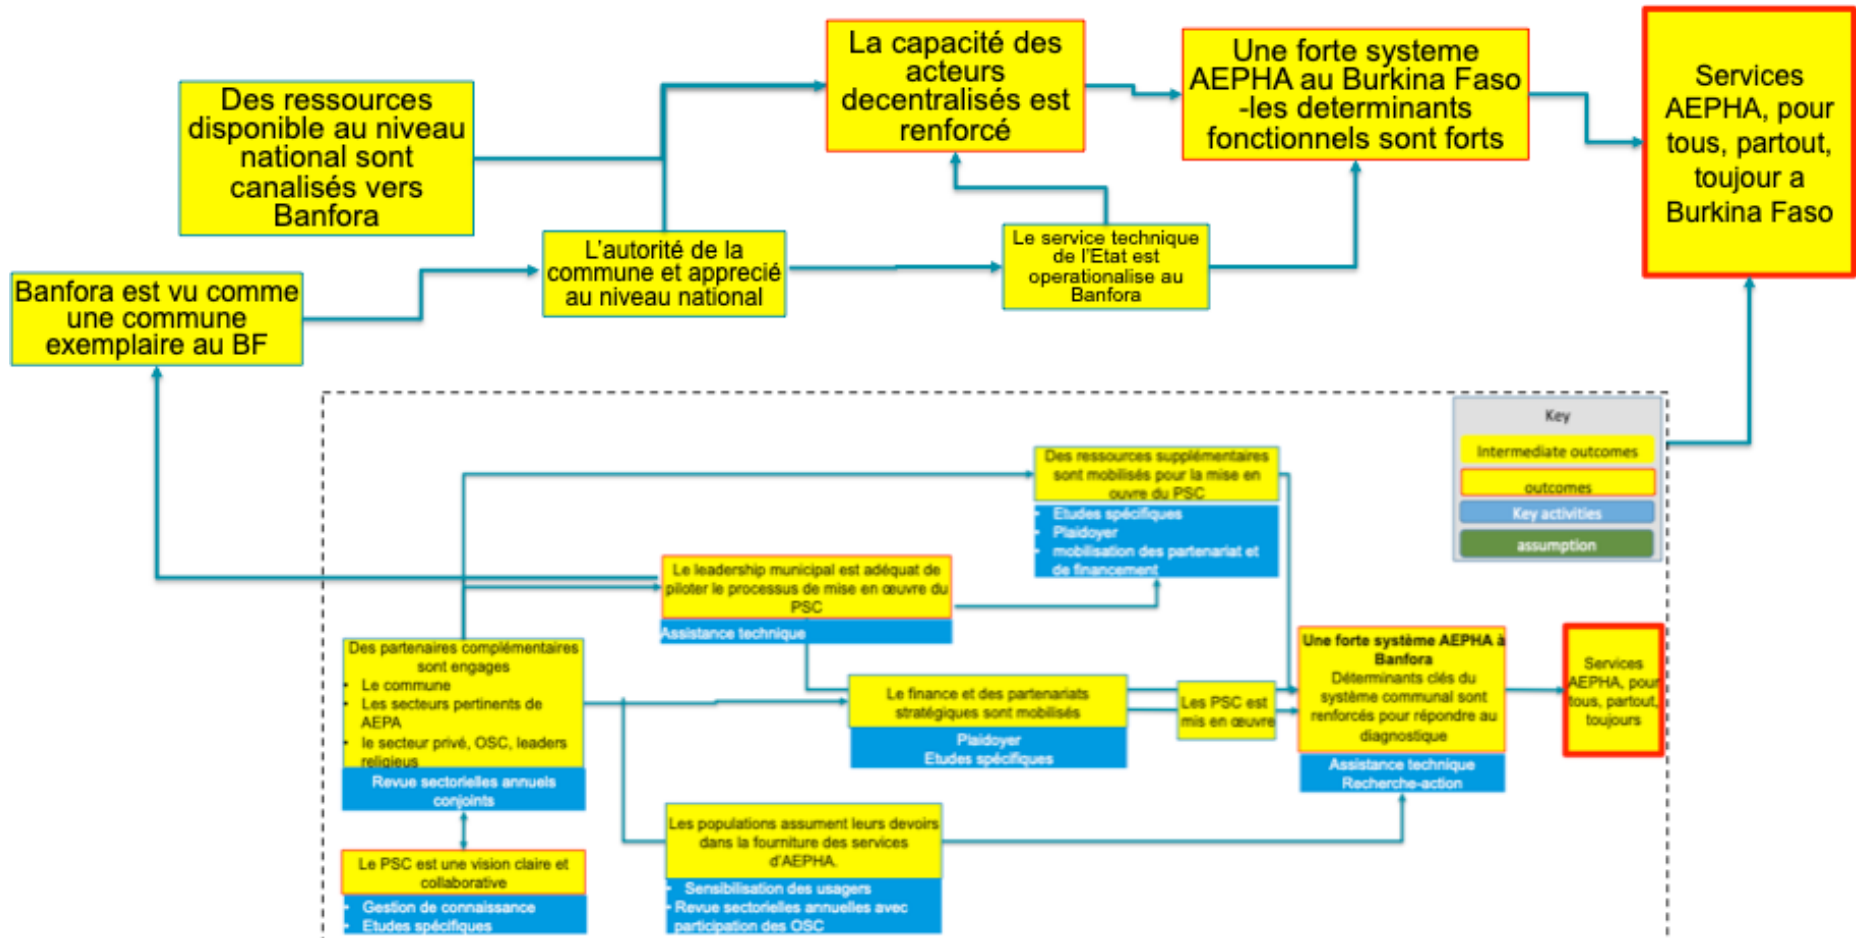 Des ressources
disponible au niveau
national sont
canalisés vers
Banfora
La capacité des
acteurs
decentralisés est
renforcé
Une forte systeme
AEPHA au Burkina Faso
-les determinants
fonctionnels sont forts
Services
AEPHA, pour
tous, partout,
toujour a
Burkina Faso
Banfora est vu comme
une commune
exemplaire au BF
L'autorité de la
commune et apprecié
au niveau national
Le service technique
de l'Etat est
operationalise au
Banfora
Key
Intermediate outcomes
outcomes
Key activities
assumption
Des ressources supplémentaires
sont mobilisés pour la mise en
ouvre du PSC
• Etudes spécifiques
• Plaidoyer
• mobilisation des partenariat et
de financement
Le leadership municipal est adéquat de
piloter le processus de mise en œuvre du
PSC
Assistance technique
Des partenaires complémentaires
sont engages
• Le commune
• Les secteurs pertinents de
AEPA
• le secteur privé, OSC, leaders
religieus
Revue sectorielles annuels
conjoints
Le finance et des partenariats
stratégiques sont mobilisés
Plaidoyer
Etudes spécifiques
Les PSC est
mis en œuvre
Une forte système AEPHA à
Banfora
Déterminants clés du
système communal sont
renforcés pour répondre au
diagnostique
Assistance technique
Recherche-action
Services
AEPHA, pour
tous, partout,
toujours
Le PSC est une vision claire et
collaborative
• Gestion de connaissance
• Etudes spécifiques
Les populations assument leurs devoirs
dans la fourniture des services
d'AEPHA.
• Sensibilisation des usagers
• Revue sectorielles annuelles avec
participation des OSC